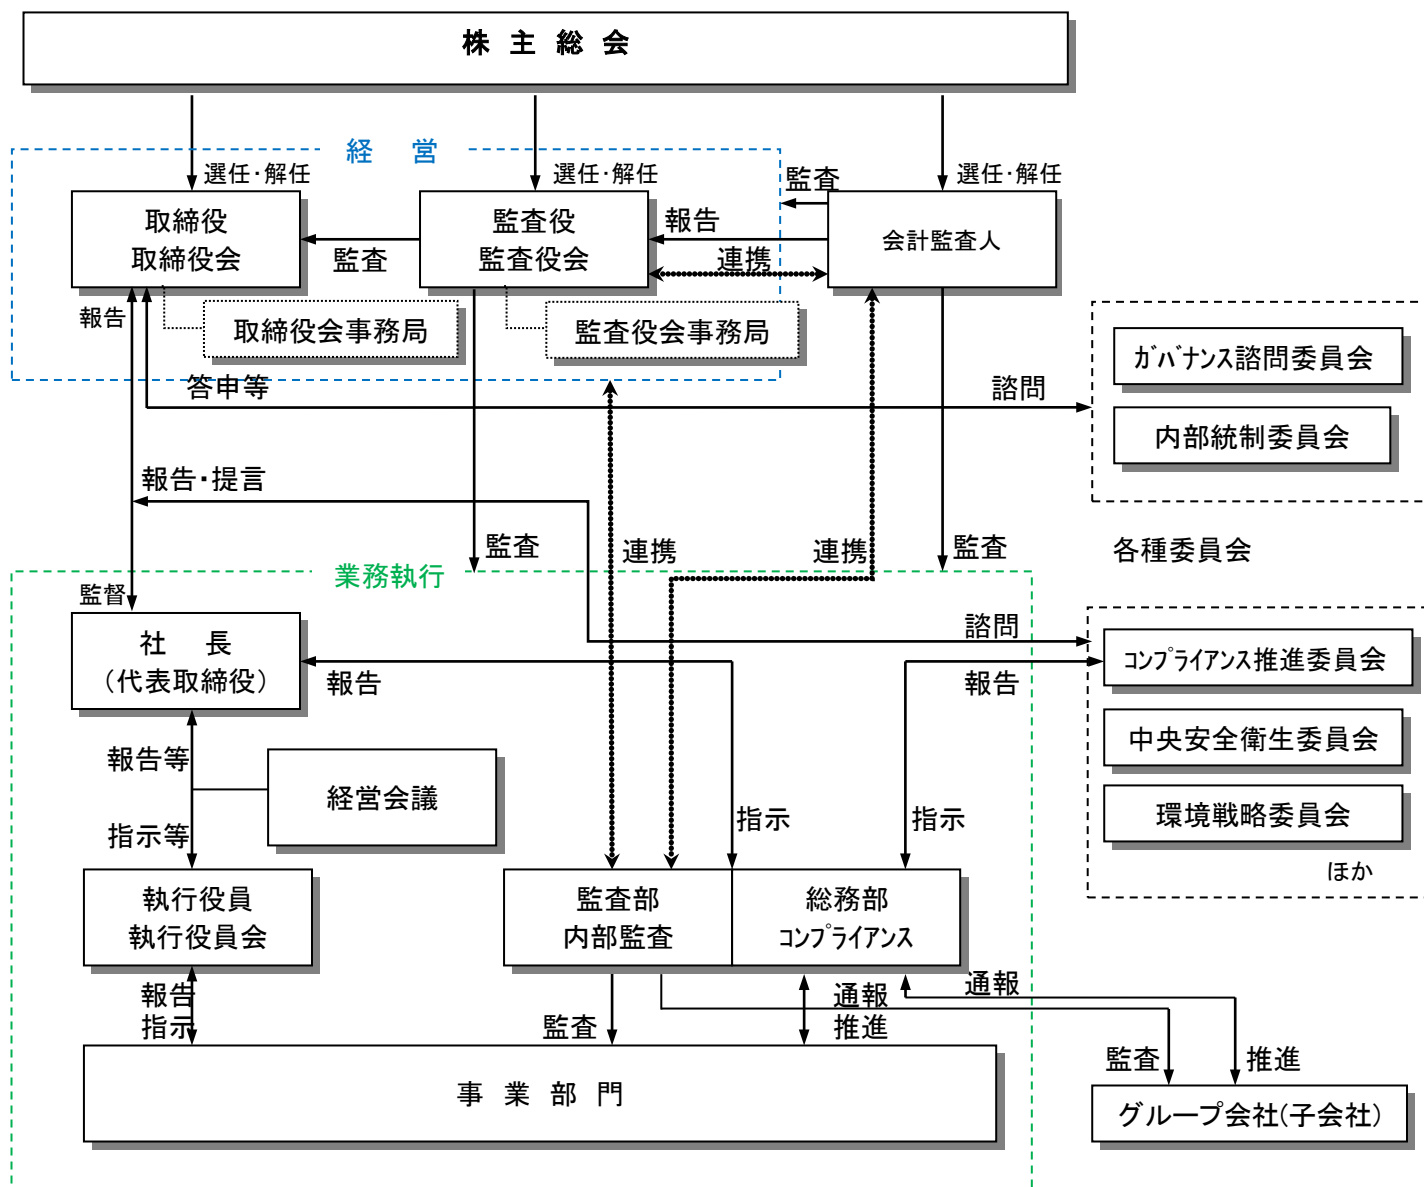 株 主 総 会
経 営
選任・解任
選任・解任
選任・解任
監査
取締役
取締役会
監査
監査役
監査役会
報告
連携
会計監査人
報告
取締役会事務局
監査役会事務局
答申等
諮問
ｶﾞﾊﾞﾅﾝｽ諮問委員会
内部統制委員会
報告・提言
監査
連携
連携
監査
各種委員会
業務執行
監督
社 長
（代表取締役）
報告
諮問
報告
ｺﾝﾌﾟﾗｲｱﾝｽ推進委員会
中央安全衛生委員会
環境戦略委員会
ほか
報告等
経営会議
指示等
指示
指示
執行役員
執行役員会
監査部
内部監査
総務部
ｺﾝﾌﾟﾗｲｱﾝｽ
報告
指示
監査
通報
推進
通報
監査
推進
事 業 部 門
グループ会社(子会社)